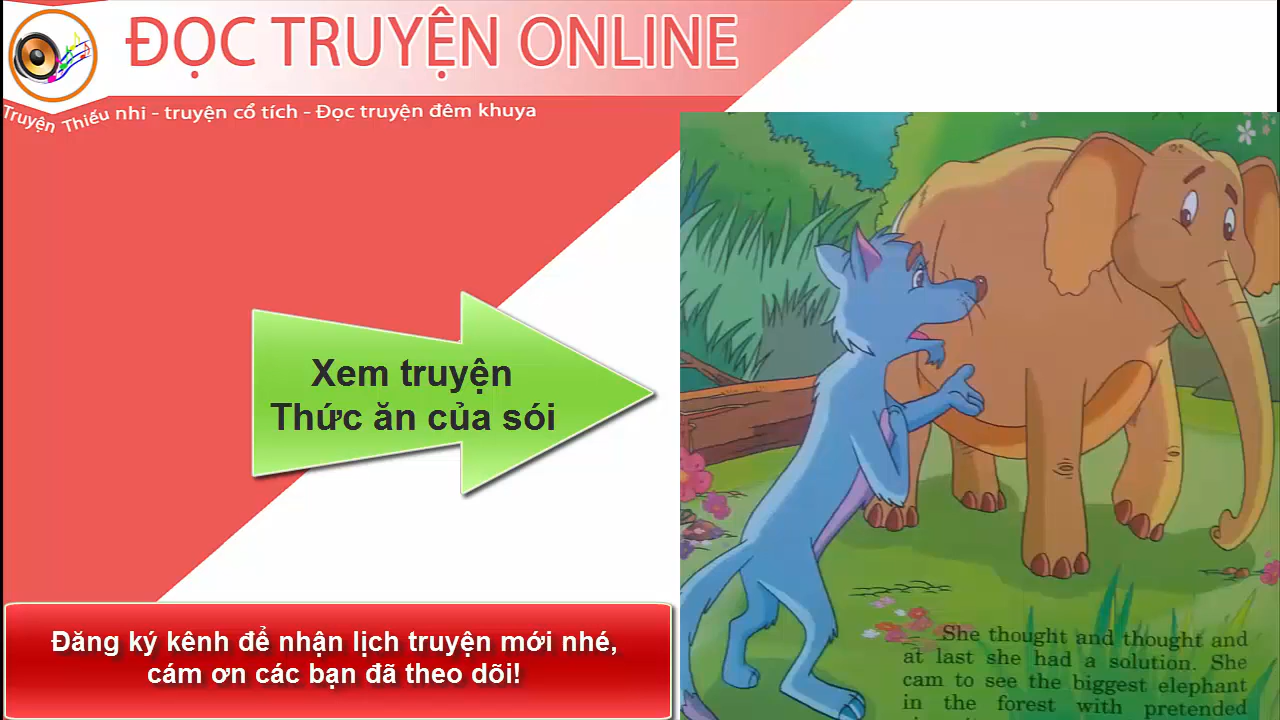 ĐỌC TRUYỆN ONLINE
Truyện Thiếu nhi - truyện cổ tích - Đọc truyện đêm khuya
Xem truyện
Thức ăn của sói
Đăng ký kênh để nhận lịch truyện mới nhé,
cám ơn các bạn đã theo dõi!
She thought and thought and
at last she had a solution. She
cam to see the biggest elephant
in the forest with pretended